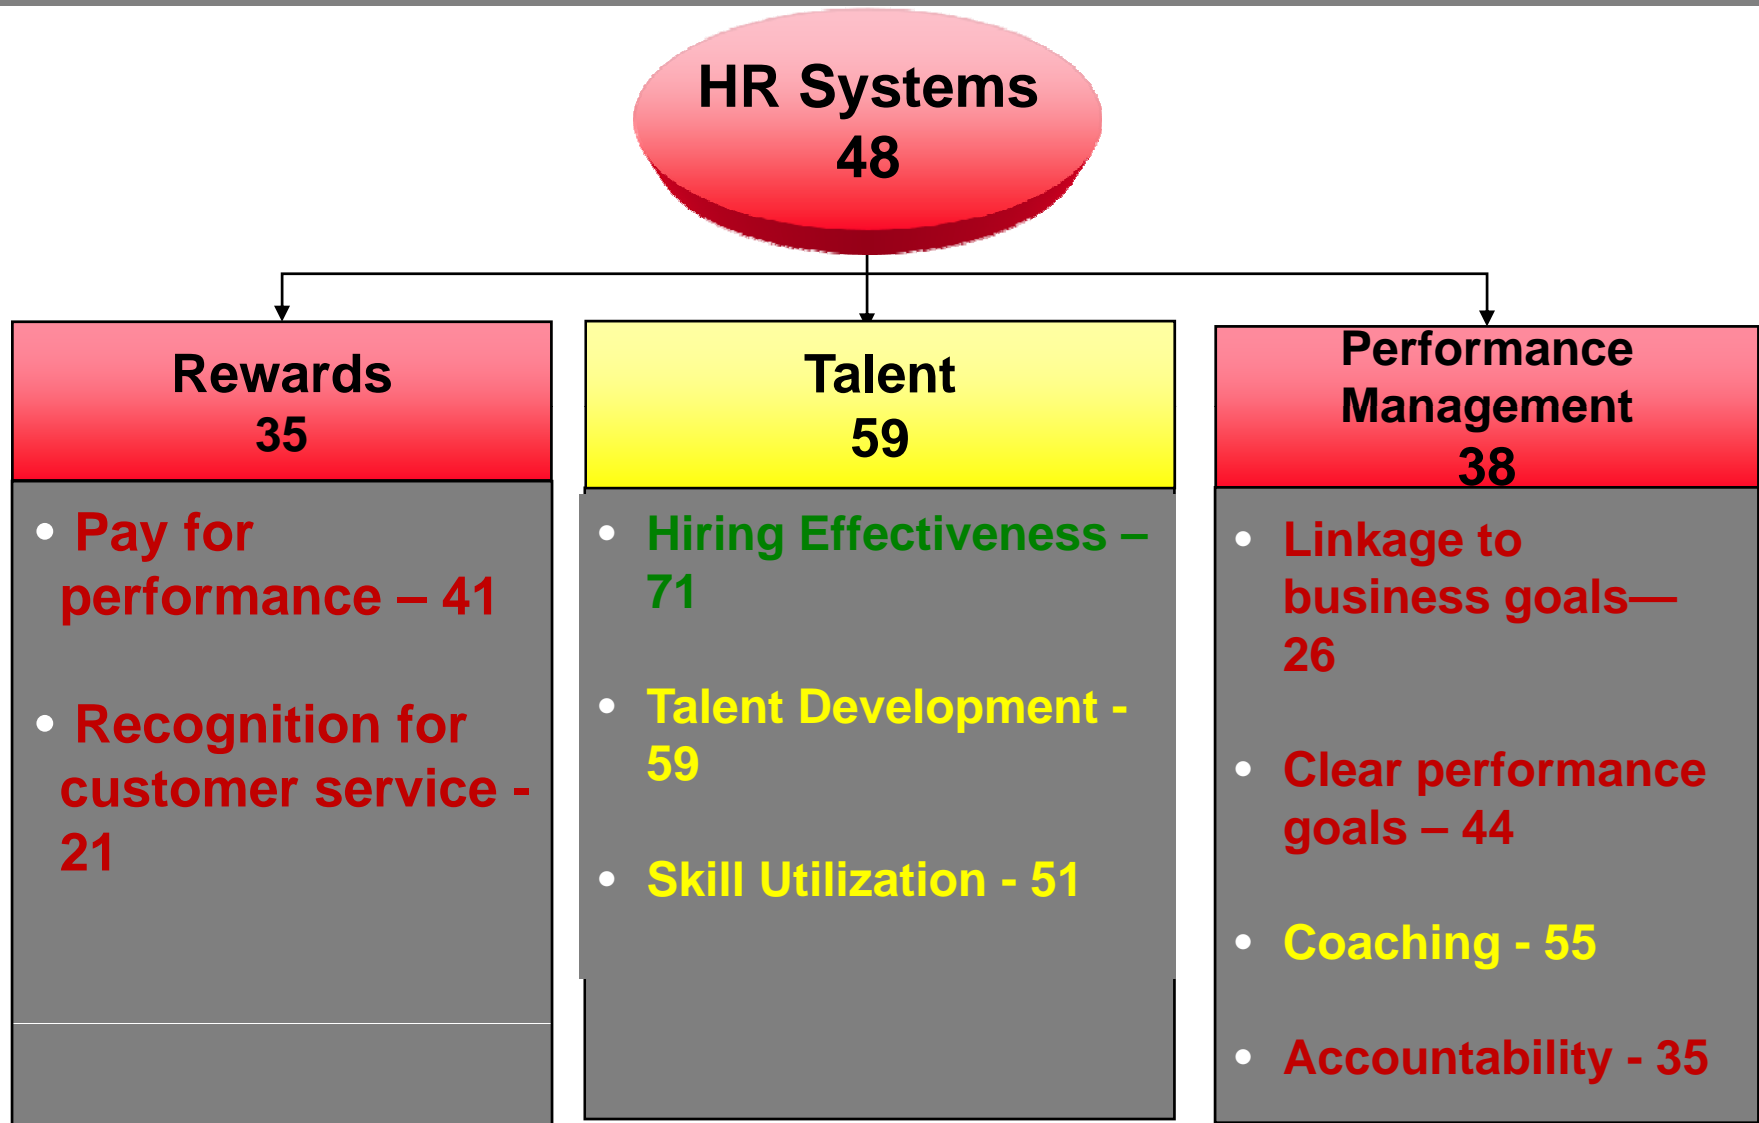 HR Systems
48
Rewards
35
• Pay for
performance – 41
• Recognition for
customer service -
21
Talent
59
• Hiring Effectiveness –
71
• Talent Development -
59
• Skill Utilization - 51
Performance
Management
38
• Linkage to
business goals—
26
• Clear performance
goals – 44
• Coaching - 55
• Accountability - 35